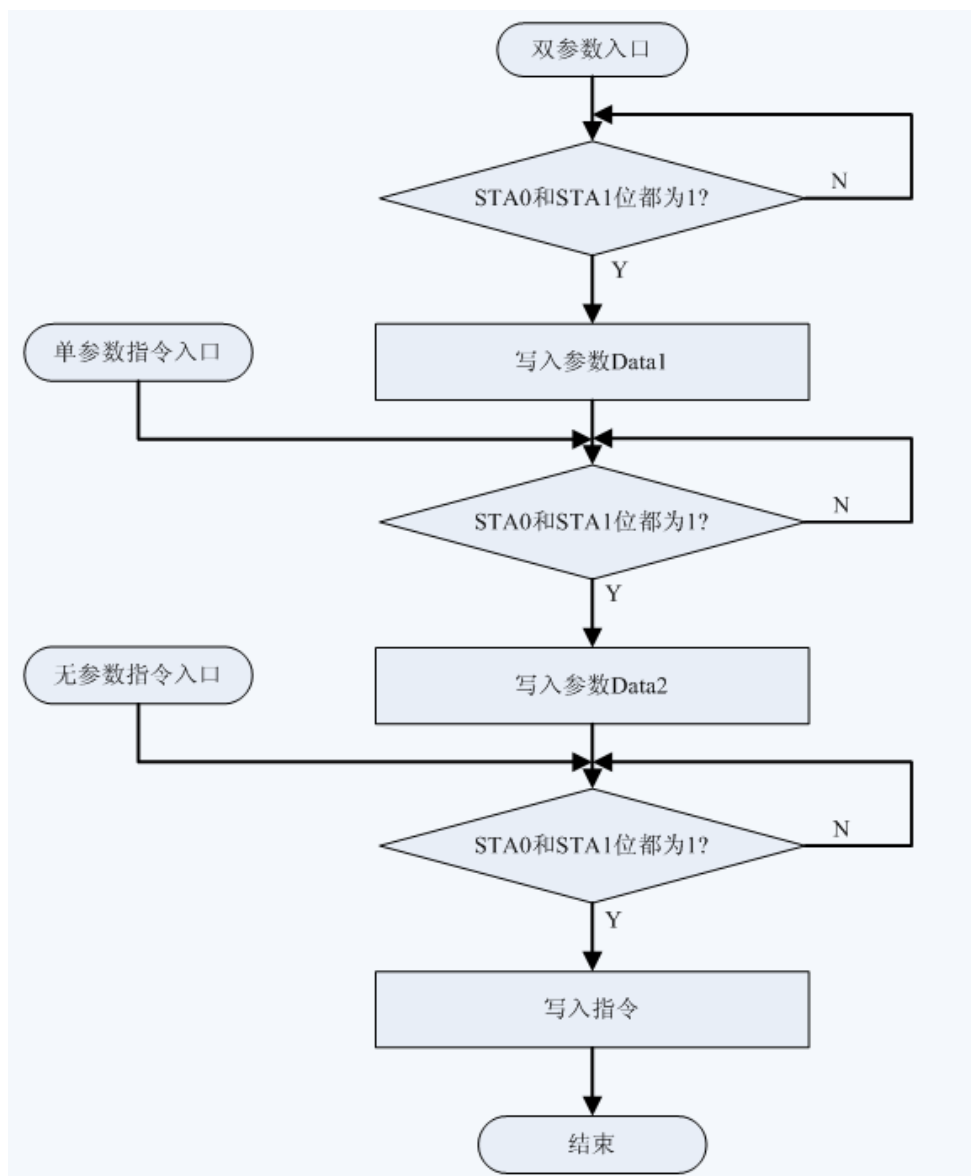 双参数入口
STA0和STA1位都为1?
N
Y
单参数指令入口
写入参数Data1
STA0和STA1位都为1?
N
Y
无参数指令入口
写入参数Data2
STA0和STA1位都为1?
N
Y
写入指令
结束